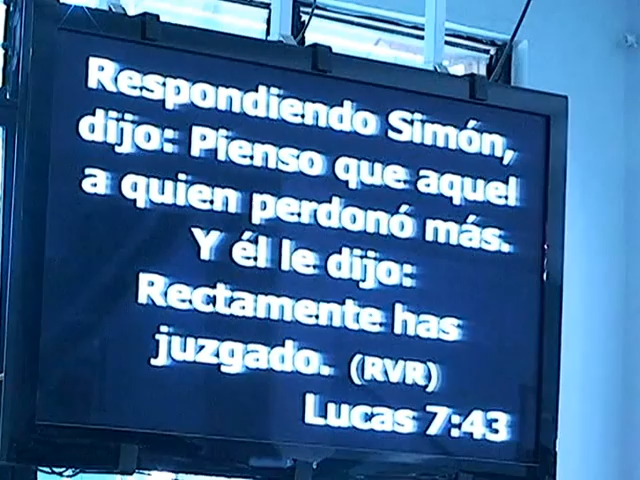 Respondiendo Simón,
dijo: Pienso que aquel
a quien perdonó más.
Y él le dijo:
Rectamente has
juzgado. (RVR)
Lucas 7:43